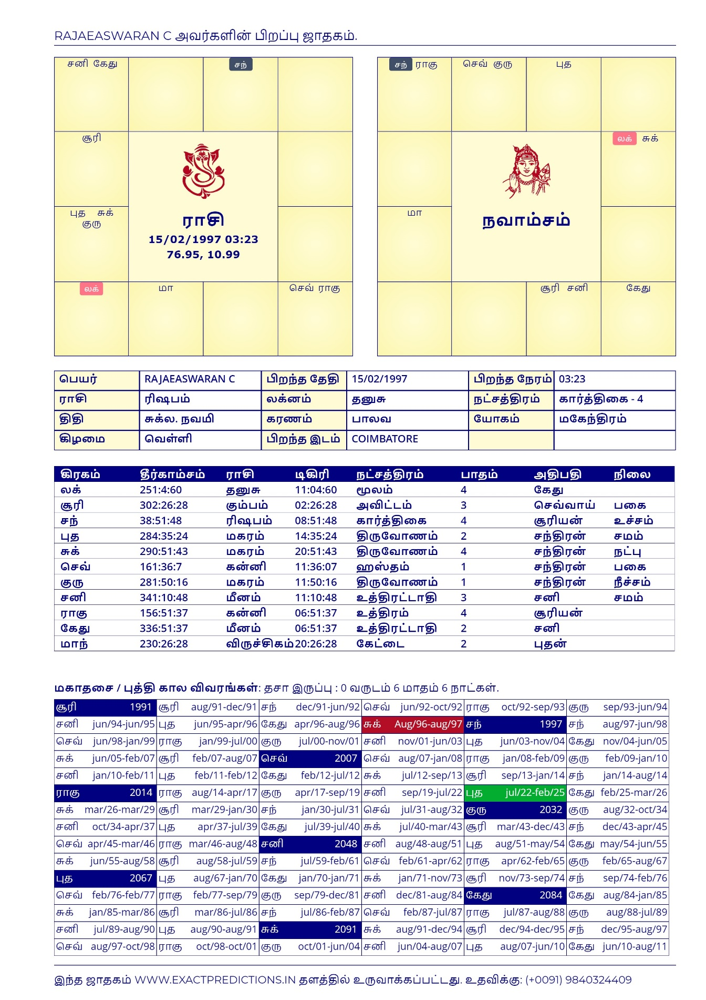 RAJAEASWARAN C அவர்களின் பிறப்பு ஜாதகம்.
சனி கேது
சந்
சூரி
புத சுக்
குரு
ராசி
15/02/1997 03:23
76.95, 10.99
லக்
மா
செவ் ராகு
சந் ராகு
செவ் குரு
புத
லக் சுக்
மா
நவாம்சம்
சூரி சனி
கேது
பெயர் RAJAEASWARAN C பிறந்த தேதி 15/02/1997 பிறந்த நேரம் 03:23
ராசி ரிஷபம் லக்னம் தனுசு நட்சத்திரம் கார்த்திகை - 4
திதி சுக்ல. நவமி கரணம் பாலவ யோகம் மகேந்திரம்
கிழமை வெள்ளி பிறந்த இடம் COIMBATORE
கிரகம் தீர்காம்சம் ராசி டிகிரி நட்சத்திரம் பாதம் அதிபதி நிலை
லக் 251:4:60 தனுசு 11:04:60 மூலம் 4 கேது
சூரி 302:26:28 கும்பம் 02:26:28 அவிட்டம் 3 செவ்வாய் பகை
சந் 38:51:48 ரிஷபம் 08:51:48 கார்த்திகை 4 சூரியன் உச்சம்
புத 284:35:24 மகரம் 14:35:24 திருவோணம் 2 சந்திரன் சமம்
சுக் 290:51:43 மகரம் 20:51:43 திருவோணம் 4 சந்திரன் நட்பு
செவ் 161:36:7 கன்னி 11:36:07 ஹஸ்தம் 1 சந்திரன் பகை
குரு 281:50:16 மகரம் 11:50:16 திருவோணம் 1 சந்திரன் நீச்சம்
சனி 341:10:48 மீனம் 11:10:48 உத்திரட்டாதி 3 சனி சமம்
ராகு 156:51:37 கன்னி 06:51:37 உத்திரம் 4 சூரியன்
கேது 336:51:37 மீனம் 06:51:37 உத்திரட்டாதி 2 சனி
மாந் 230:26:28 விருச்சிகம் 20:26:28 கேட்டை 2 புதன்
மகாதசை / புத்தி கால விவரங்கள்: தசா இருப்பு : 0 வருடம் 6 மாதம் 6 நாட்கள்.
சூரி 1991 சூரி aug/91-dec/91 சந் dec/91-jun/92 செவ் jun/92-oct/92 ராகு oct/92-sep/93 குரு sep/93-jun/94
சனி jun/94-jun/95 புத jun/95-apr/96 கேது apr/96-aug/96 சுக் Aug/96-aug/97 சந் 1997 சந் aug/97-jun/98
செவ் jun/98-jan/99 ராகு jan/99-jul/00 குரு jul/00-nov/01 சனி nov/01-jun/03 புத jun/03-nov/04 கேது nov/04-jun/05
சுக் jun/05-feb/07 சூரி feb/07-aug/07 செவ் 2007 செவ் aug/07-jan/08 ராகு jan/08-feb/09 குரு feb/09-jan/10
சனி jan/10-feb/11 புத feb/11-feb/12 கேது feb/12-jul/12 சுக் jul/12-sep/13 சூரி sep/13-jan/14 சந் jan/14-aug/14
ராகு 2014 ராகு aug/14-apr/17 குரு apr/17-sep/19 சனி sep/19-jul/22 புத jul/22-feb/25 கேது feb/25-mar/26
சுக் mar/26-mar/29 சூரி mar/29-jan/30 சந் jan/30-jul/31 செவ் jul/31-aug/32 குரு 2032 குரு aug/32-oct/34
சனி oct/34-apr/37 புத apr/37-jul/39 கேது jul/39-jul/40 சுக் jul/40-mar/43 சூரி mar/43-dec/43 சந் dec/43-apr/45
செவ் apr/45-mar/46 ராகு mar/46-aug/48 சனி 2048 சனி aug/48-aug/51 புத aug/51-may/54 கேது may/54-jun/55
சுக் jun/55-aug/58 சூரி aug/58-jul/59 சந் jul/59-feb/61 செவ் feb/61-apr/62 ராகு apr/62-feb/65 குரு feb/65-aug/67
புத 2067 புத aug/67-jan/70 கேது jan/70-jan/71 சுக் jan/71-nov/73 சூரி nov/73-sep/74 சந் sep/74-feb/76
செவ் feb/76-feb/77 ராகு feb/77-sep/79 குரு sep/79-dec/81 சனி dec/81-aug/84 கேது 2084 கேது aug/84-jan/85
சுக் jan/85-mar/86 சூரி mar/86-jul/86 சந் jul/86-feb/87 செவ் feb/87-jul/87 ராகு jul/87-aug/88 குரு aug/88-jul/89
சனி jul/89-aug/90 புத aug/90-aug/91 சுக் 2091 சுக் aug/91-dec/94 சூரி dec/94-dec/95 சந் dec/95-aug/97
செவ் aug/97-oct/98 ராகு oct/98-oct/01 குரு oct/01-jun/04 சனி jun/04-aug/07 புத aug/07-jun/10 கேது jun/10-aug/11
இந்த ஜாதகம் WWW.EXACTPREDICTIONS.IN தளத்தில் உருவாக்கப்பட்டது. உதவிக்கு: (+0091) 9840324409